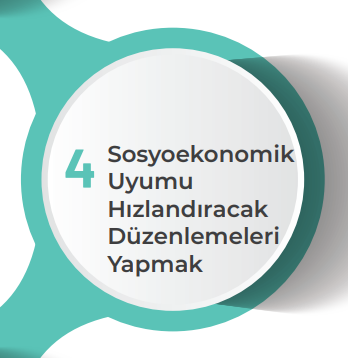 4 Sosyoekonomik
Uyumu
Hızlandıracak
Düzenlemeleri
Yapmak